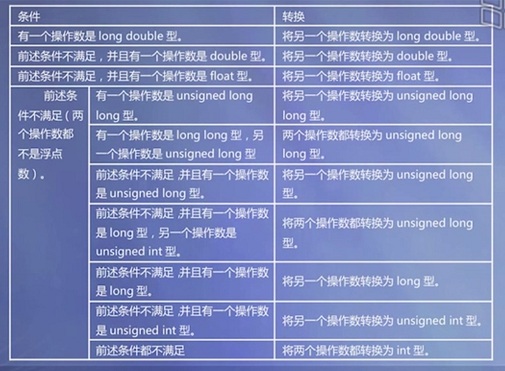 条件 转换
有一个操作数是 long double 型。 将另一个操作数转换为 long double 型。
前述条件不满足，并且有一个操作数是 double 型。 将另一个操作数转换为 double 型。
前述条件不满足，并且有一个操作数是 float 型。 将另一个操作数转换为 float 型。
前述条
件不满足（两
个操作数都
不是浮点
数）。
有一个操作数是 unsigned long
long 型。
将另一个操作数转换为 unsigned long
long 型。
有一个操作数是 long long 型，另
一个操作数是 unsigned long 型
两个操作数都转换为 unsigned long
long 型。
前述条件不满足，并且有一个操作数
是 unsigned long 型。
将另一个操作数转换为 unsigned long
型。
前述条件不满足，并且有一个操作数
是 long 型，另一个操作数是
unsigned int 型。
将两个操作数都转换为 unsigned long
型。
前述条件不满足，并且有一个操作数
是 long 型。
将另一个操作数转换为 long 型。
前述条件不满足，并且有一个操作数
是 unsigned int 型。
将另一个操作数转换为 unsigned int 型。
前述条件都不满足
将两个操作数都转换为 int 型。